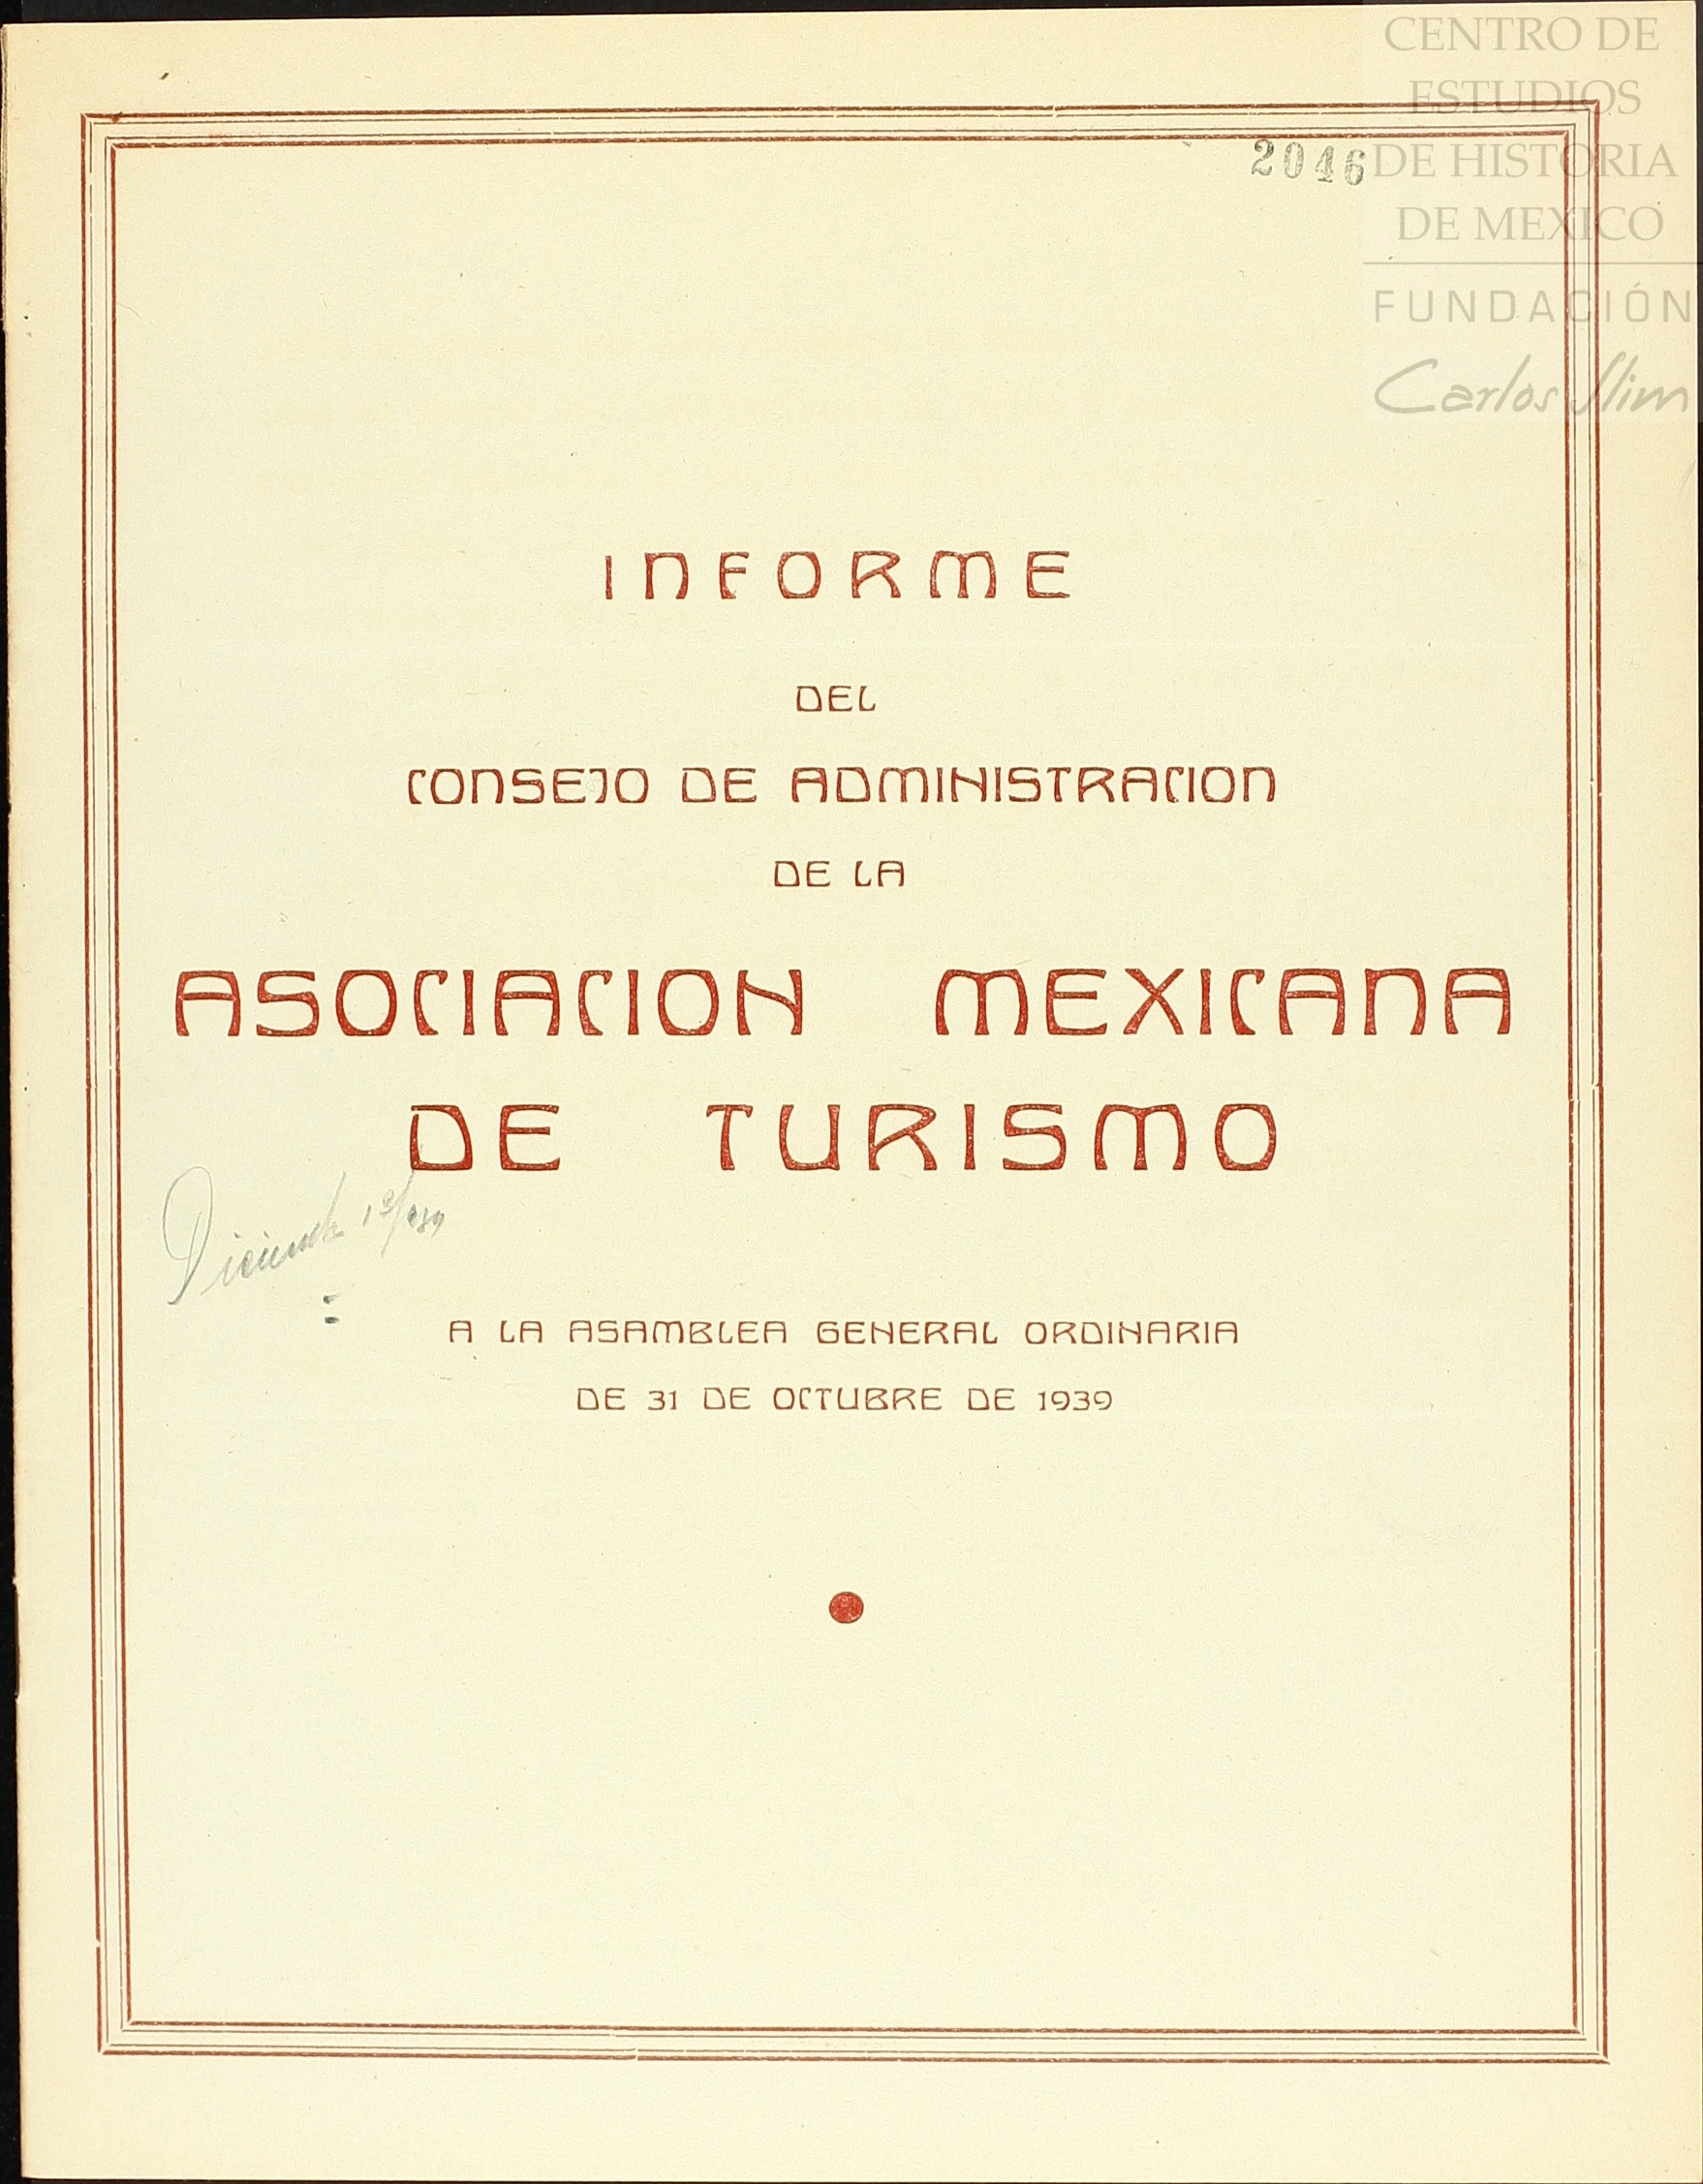 CENTRO DE
ESTUDIOS
DE HISTORIA
DE MEXICO
FUNDACIÓN
Carlos Slim
2046
INFORME
DEL
CONSEJO DE ADMINISTRACION
DE LA
ASOCIACION MEXICANA
DE TURISMO
A LA ASAMBLEA GENERAL ORDINARIA
DE 31 DE OCTUBRE DE 1939